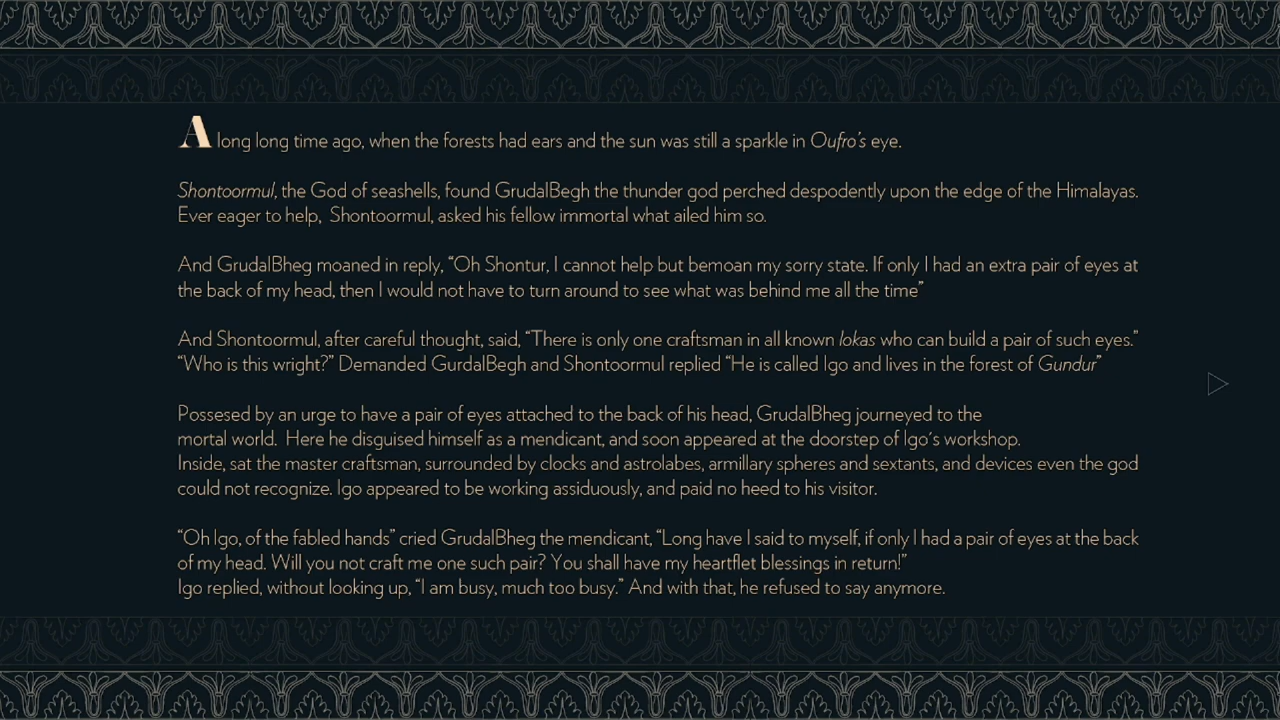 A long long time ago, when the forests had ears and the sun was still a sparkle in Oufro's eye.
Shontoormul, the God of seashells, found GrudalBegh the thunder god perched despodently upon the edge of the Himalayas.
Ever eager to help, Shontoormul, asked his fellow immortal what ailed him so.
And GrudalBheg moaned in reply, “Oh Shontur, I cannot help but bemoan my sorry state. If only I had an extra pair of eyes at
the back of my head, then I would not have to turn around to see what was behind me all the time”
And Shontoormul, after careful thought, said, “There is only one craftsman in all known lokas who can build a pair of such eyes.”
“Who is this wright?” Demanded GurdalBegh and Shontoormul replied “He is called Igo and lives in the forest of Gundur”
Possesed by an urge to have a pair of eyes attached to the back of his head, GrudalBheg journeyed to the
mortal world. Here he disguised himself as a mendicant, and soon appeared at the doorstep of Igo's workshop.
Inside, sat the master craftsman, surrounded by clocks and astrolabes, armillary spheres and sextants, and devices even the god
could not recognize. Igo appeared to be working assiduously, and paid no heed to his visitor.
“Oh Igo, of the fabled hands” cried GrudalBheg the mendicant, “Long have I said to myself, if only I had a pair of eyes at the back
of my head. Will you not craft me one such pair? You shall have my heartflet blessings in return!”
Igo replied, without looking up, “I am busy, much too busy.” And with that, he refused to say anymore.